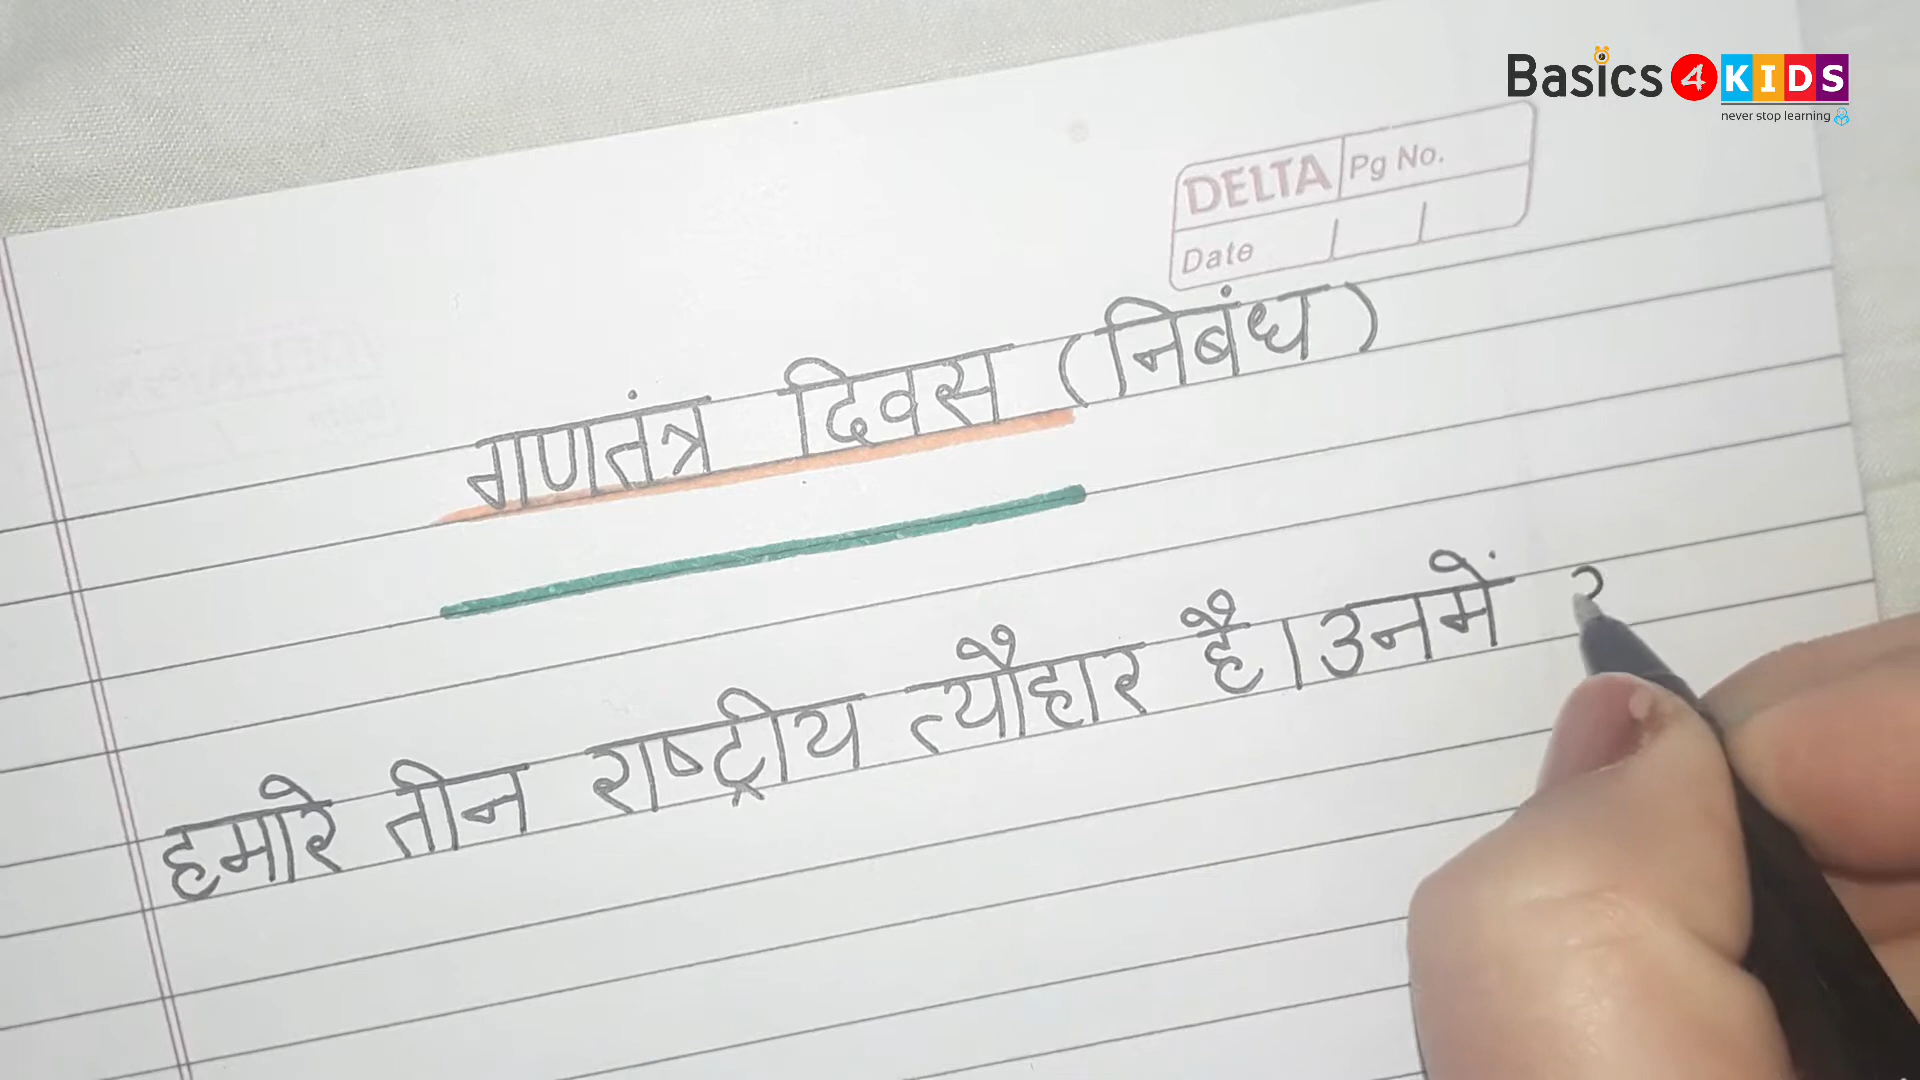 Basics 4 KIDS
never stop learning
DELTA Pg No.
Date
गणतंत्र दिवस (निबंध)
हमारे तीन राष्ट्रीय त्यौहार है। उनमें